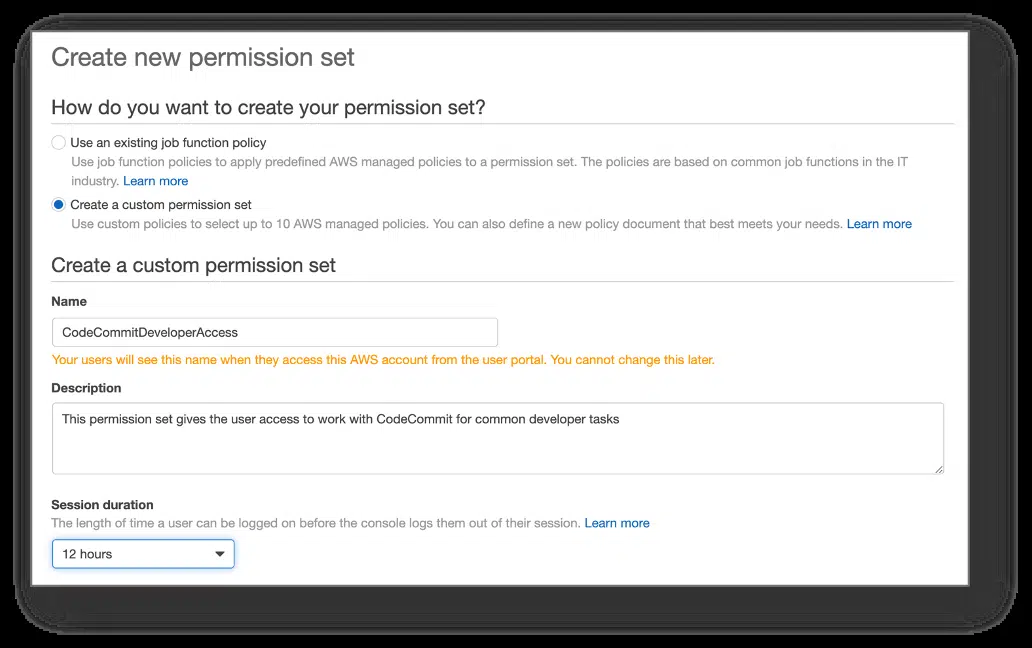 Create new permission set
How do you want to create your permission set?
Use an existing job function policy
Use job function policies to apply predefined AWS managed policies to a permission set. The policies are based on common job functions in the IT
industry. Learn more
Create a custom permission set
Use custom policies to select up to 10 AWS managed policies. You can also define a new policy document that best meets your needs. Learn more
Create a custom permission set
Name
CodeCommitDeveloperAccess
Your users will see this name when they access this AWS account from the user portal. You cannot change this later.
Description
This permission set gives the user access to work with CodeCommit for common developer tasks
Session duration
The length of time a user can be logged on before the console logs them out of their session. Learn more
12 hours